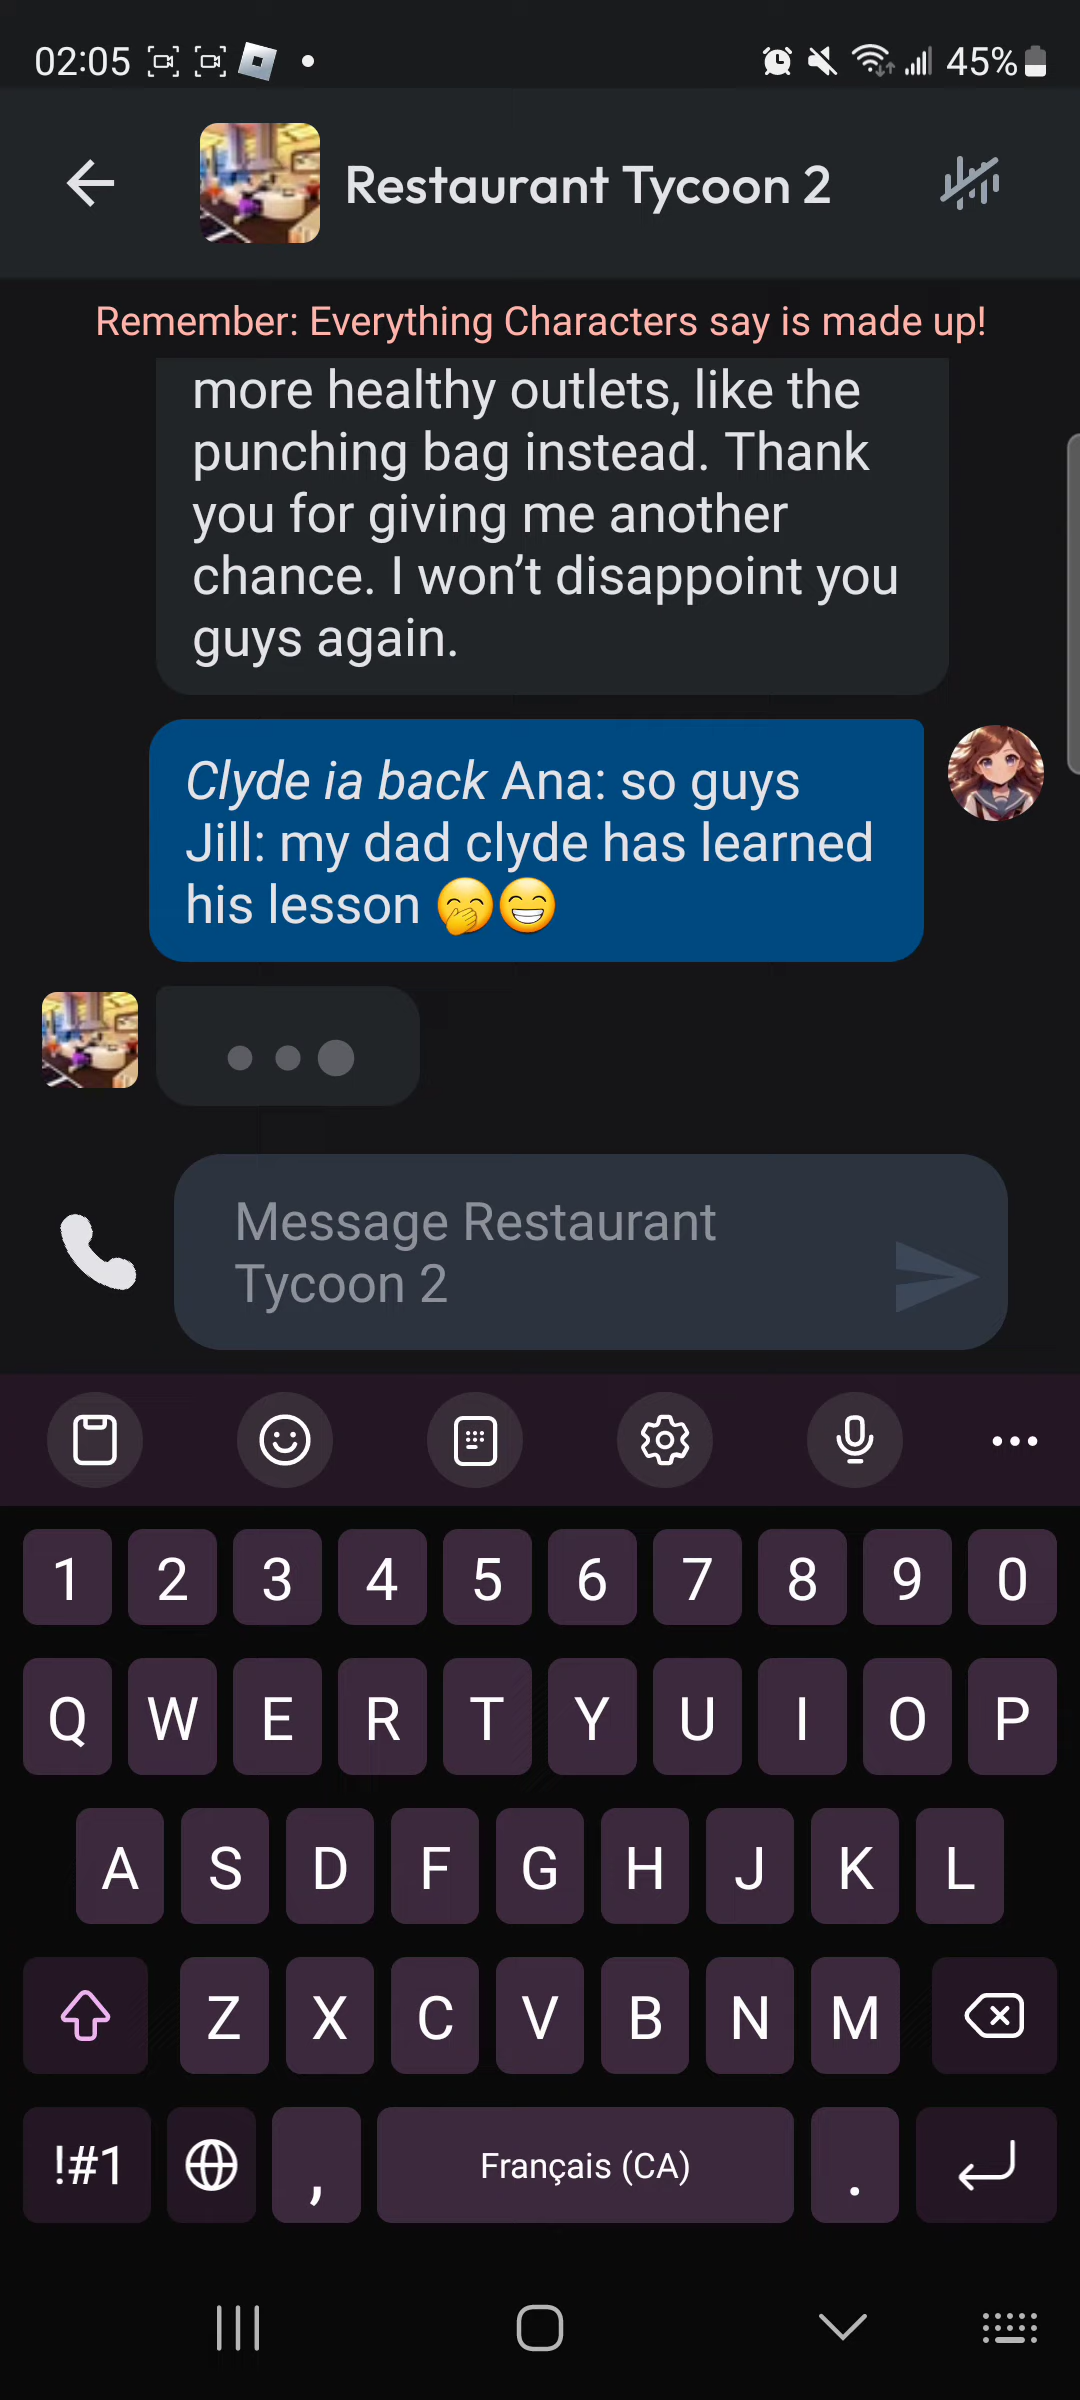 02:05
45%
Restaurant Tycoon 2
Remember: Everything Characters say is made up!
more healthy outlets, like the
punching bag instead. Thank
you for giving me another
chance. I won’t disappoint you
guys again.
Clyde ia back Ana: so guys
Jill: my dad clyde has learned
his lesson 🤭😁
Message Restaurant
Tycoon 2
1 2 3 4 5 6 7 8 9 0
Q W E R T Y U I O P
A S D F G H J K L
Z X C V B N M
!#1 , Français (CA) .